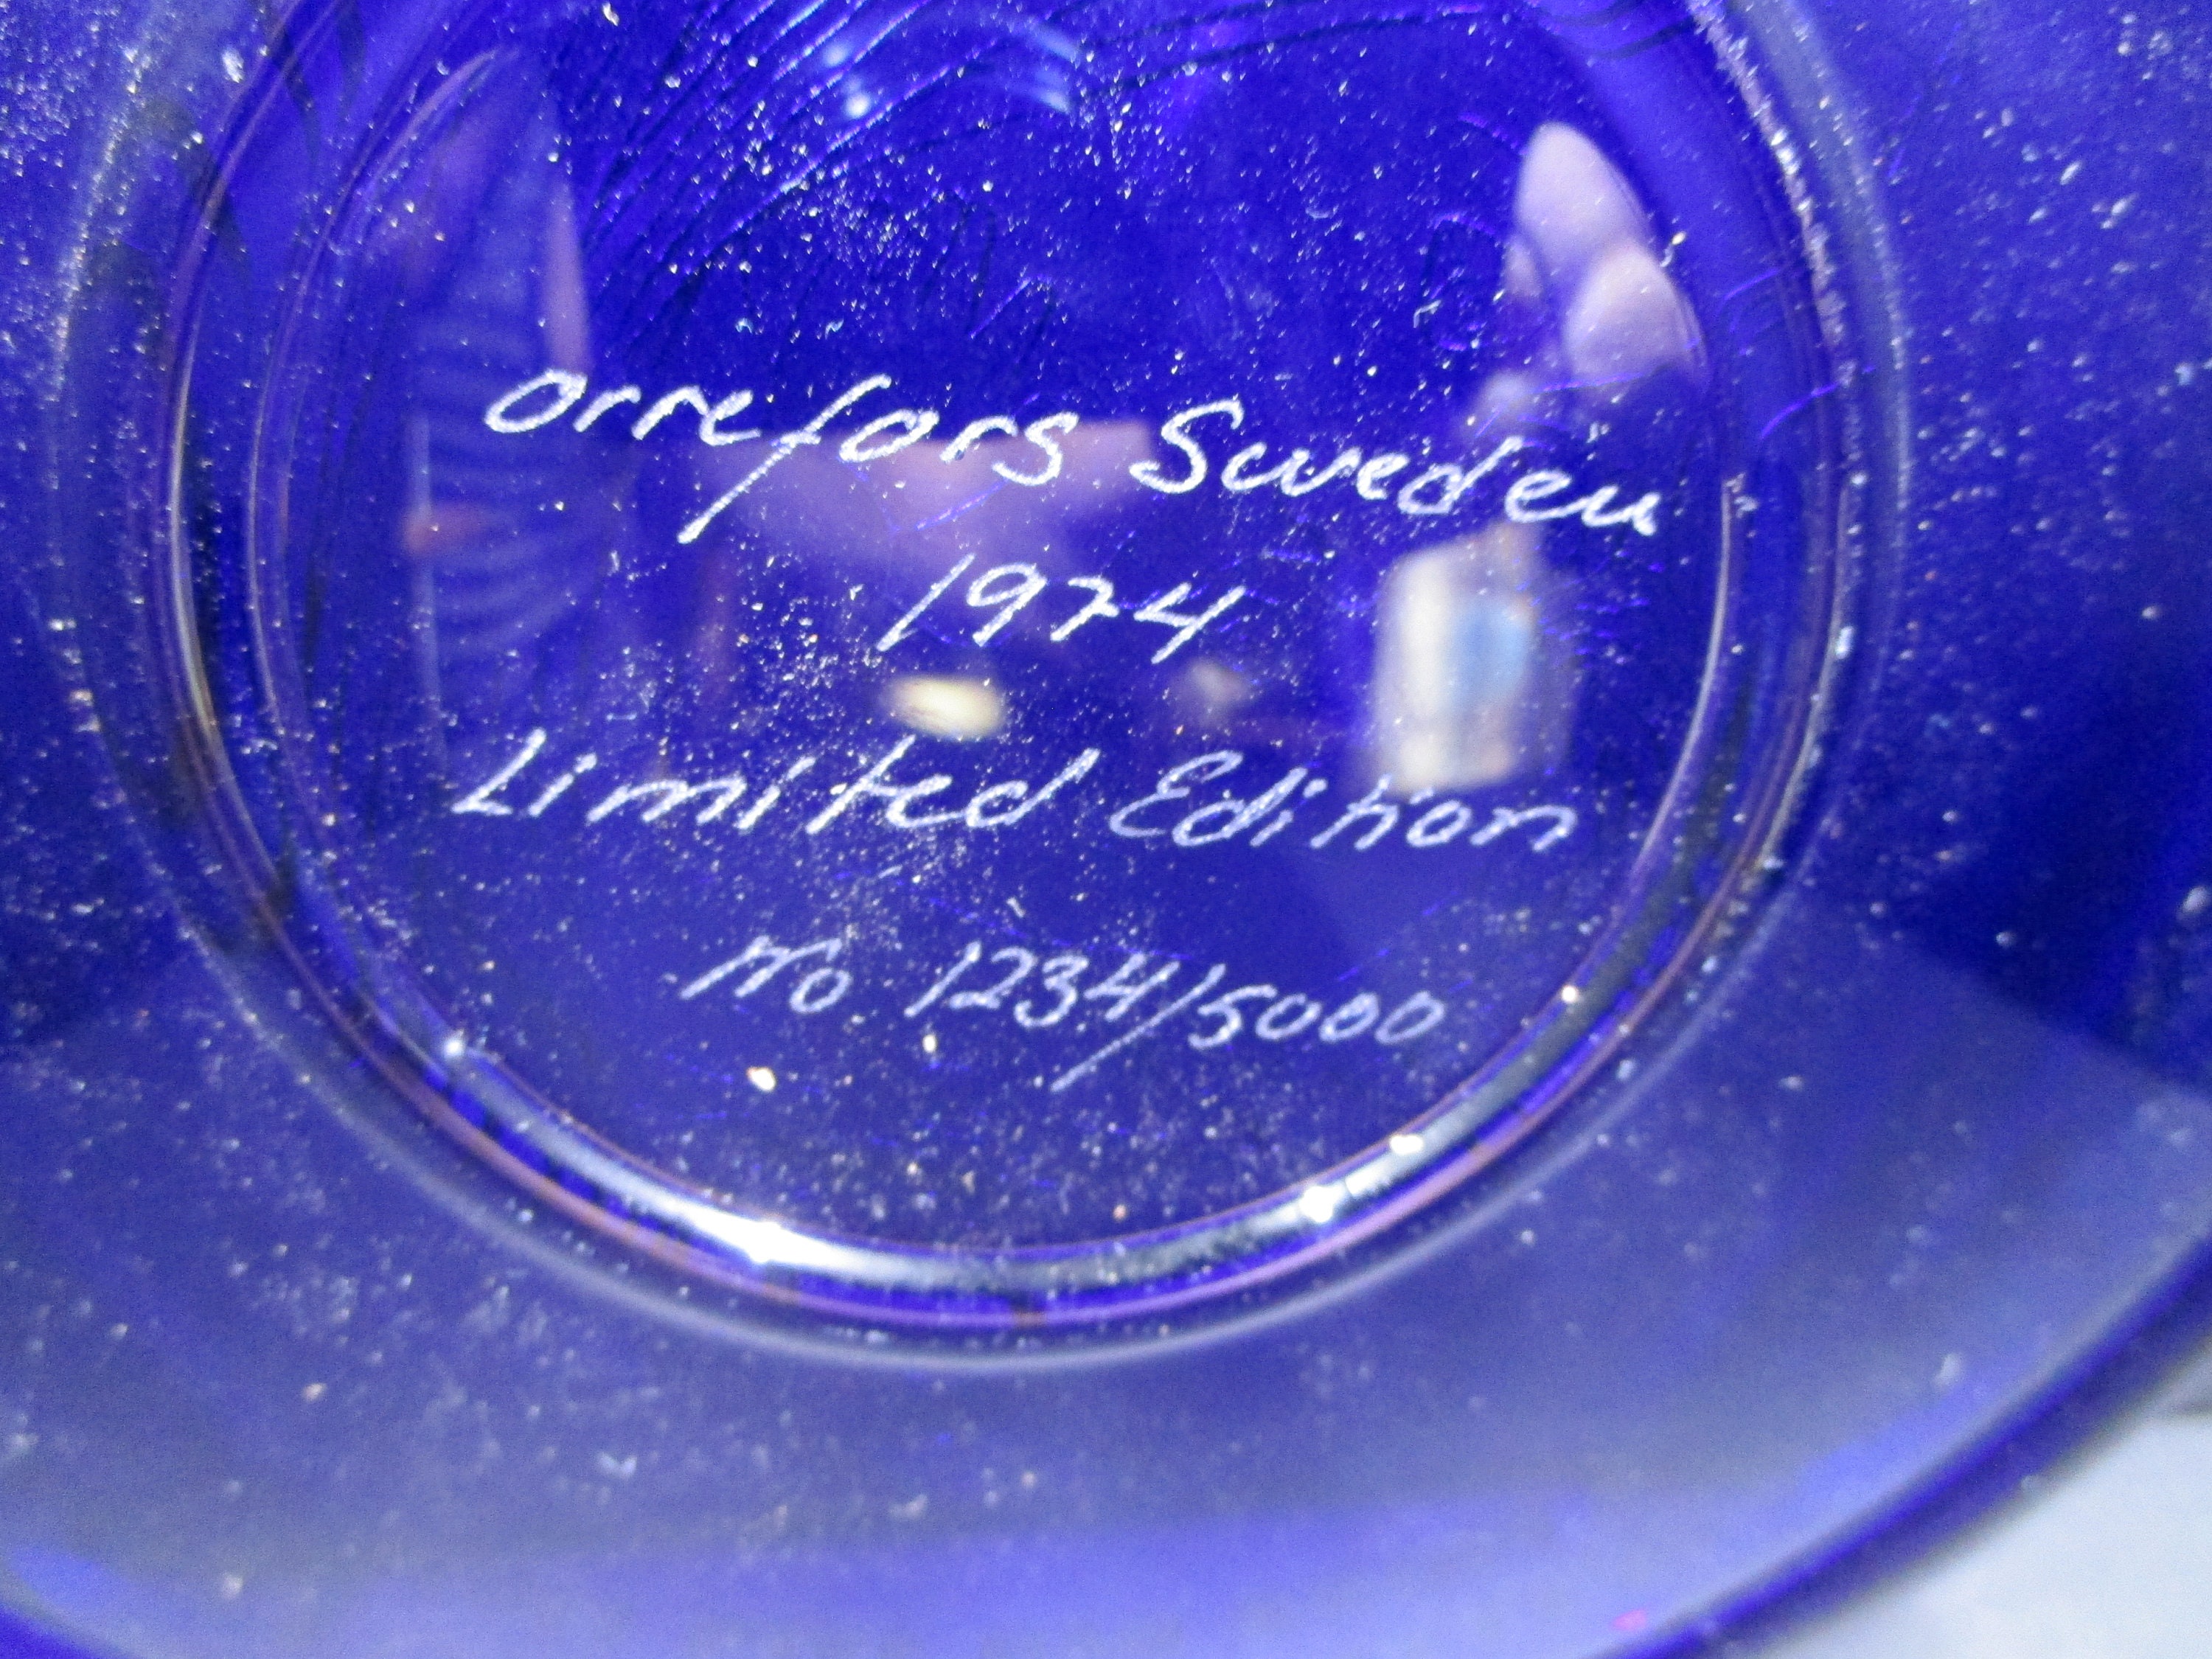 Orrefors Sweden
1974
Limited Edition
No 1234/5000